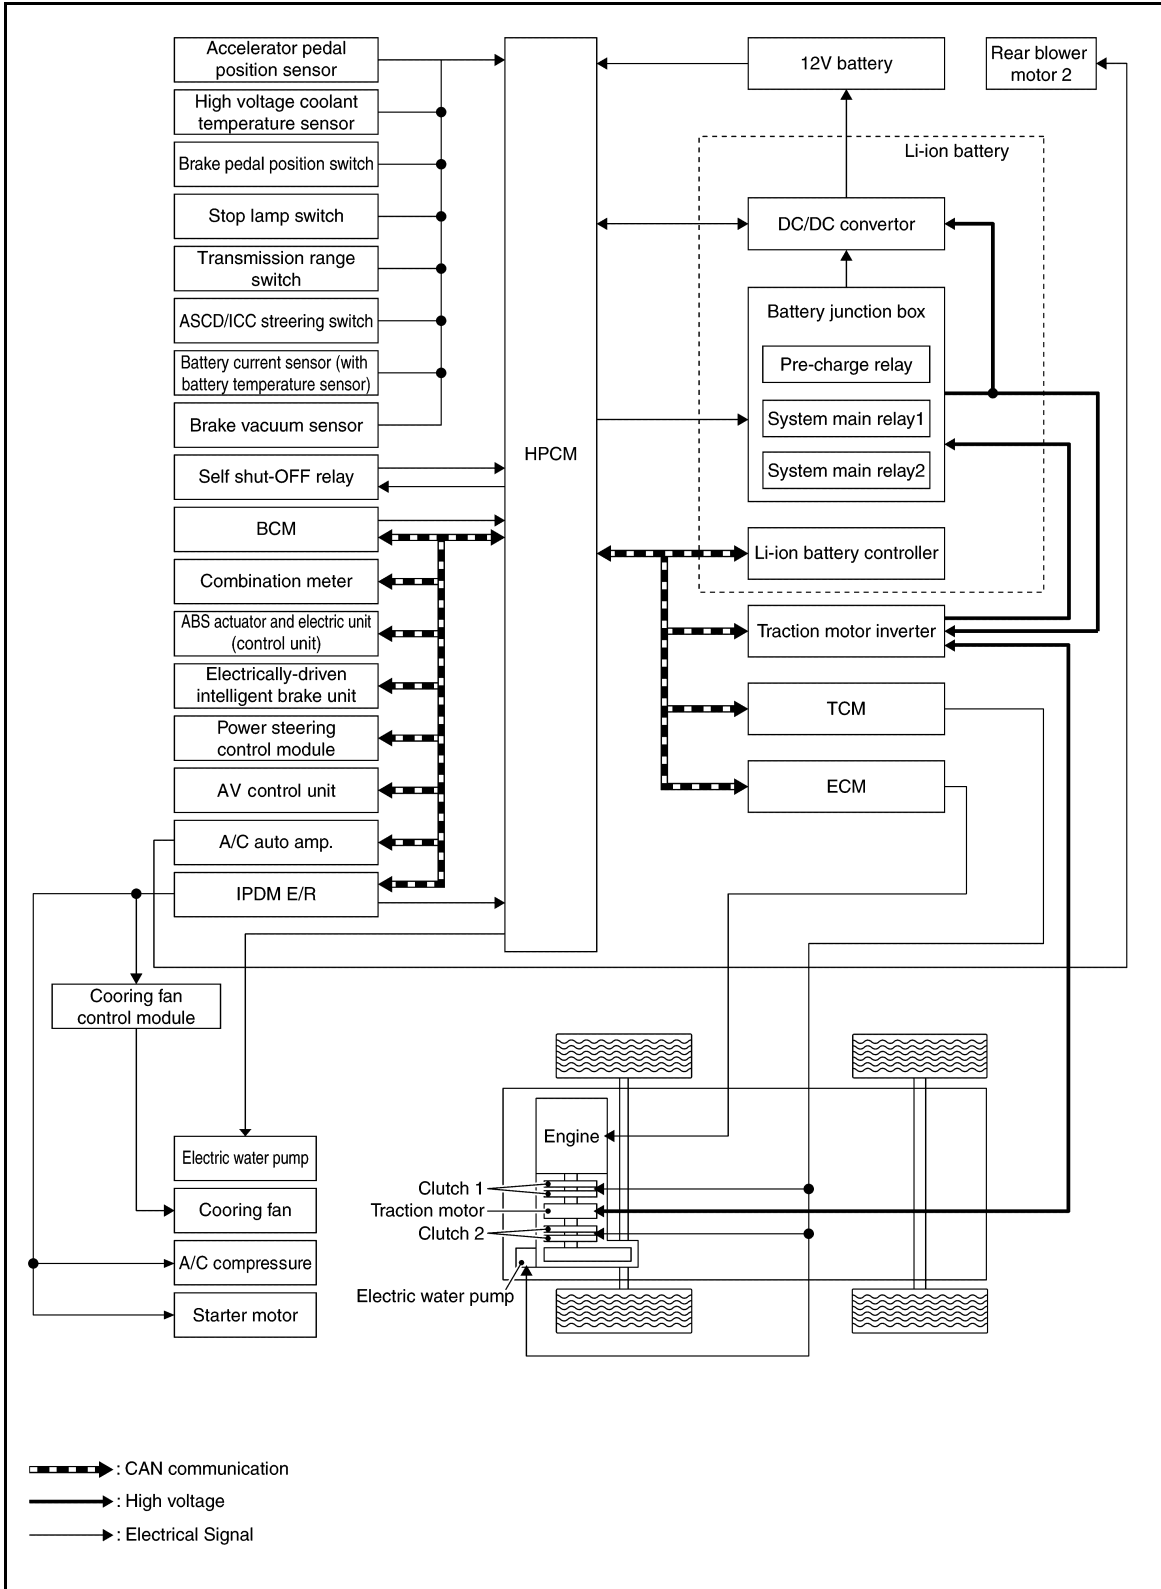 Accelerator pedal
position sensor
High voltage coolant
temperature sensor
Brake pedal position switch
Stop lamp switch
Transmission range
switch
ASCD/ICC streering switch
Battery current sensor (with
battery temperature sensor)
Brake vacuum sensor
Self shut-OFF relay
BCM
Combination meter
ABS actuator and electric unit
(control unit)
Electrically-driven
intelligent brake unit
Power steering
control module
AV control unit
A/C auto amp.
IPDM E/R
HPCM
12V battery
Rear blower
motor 2
Li-ion battery
DC/DC convertor
Battery junction box
Pre-charge relay
System main relay1
System main relay2
Li-ion battery controller
Traction motor inverter
TCM
ECM
Cooring fan
control module
Electric water pump
Cooring fan
A/C compressure
Starter motor
Engine
Clutch 1
Traction motor
Clutch 2
Electric water pump
: CAN communication
: High voltage
: Electrical Signal